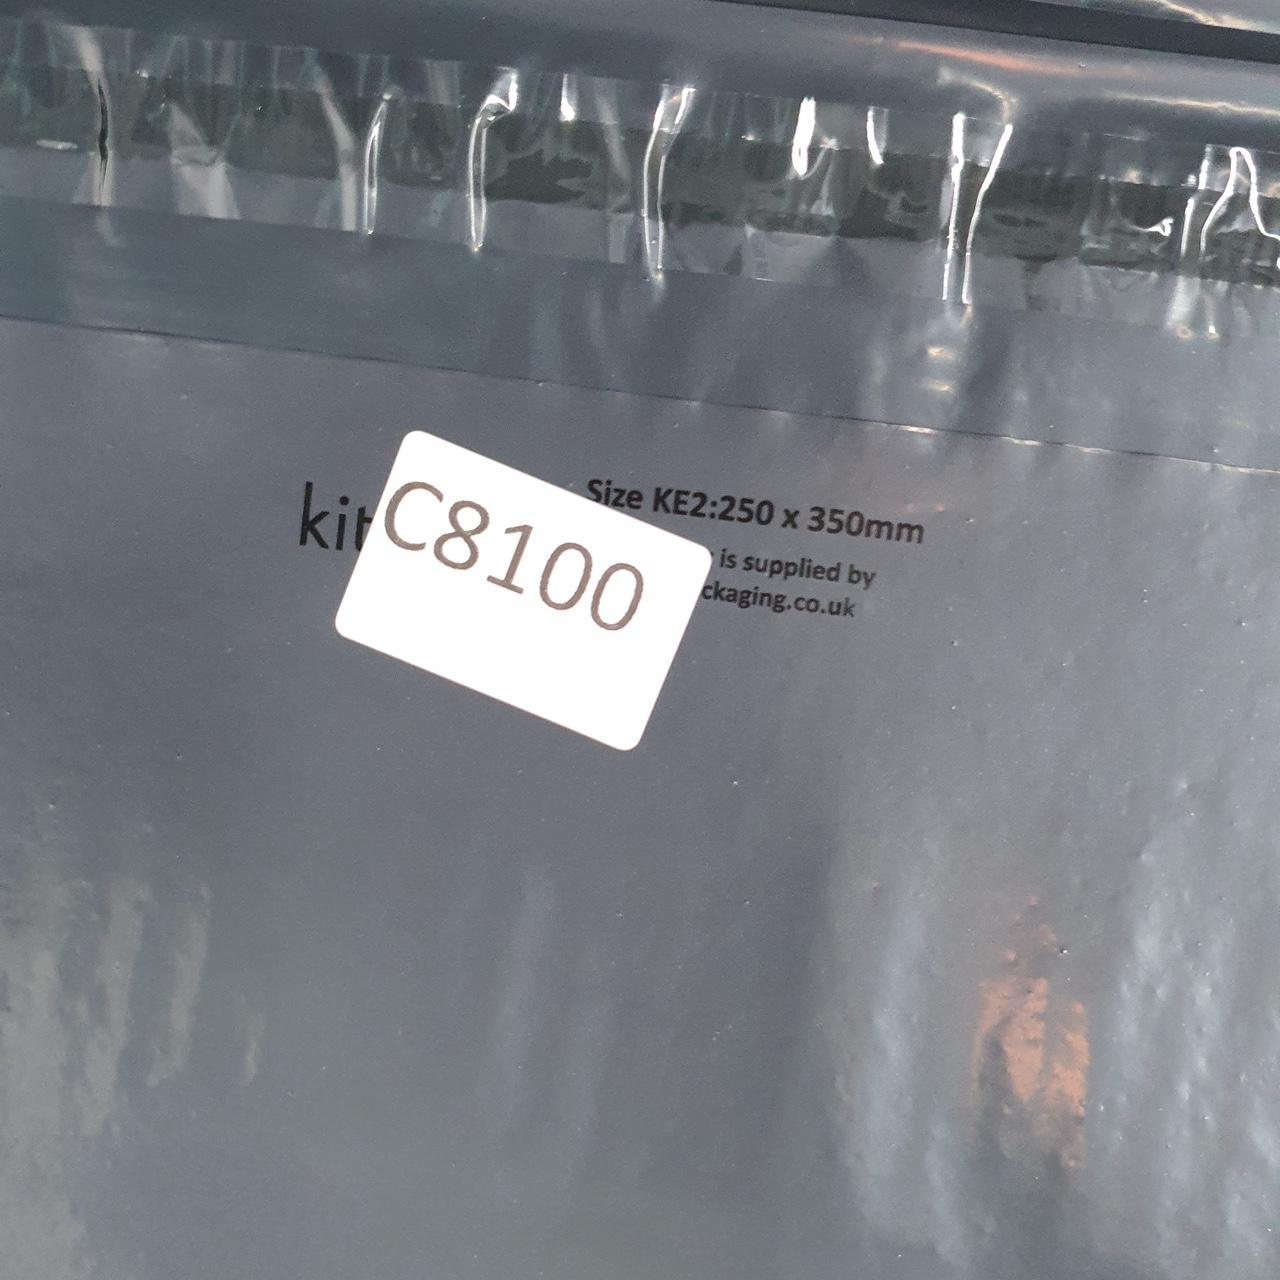 kit
C8100
Size KE2:250 x 350mm
is supplied by
ckaging.co.uk